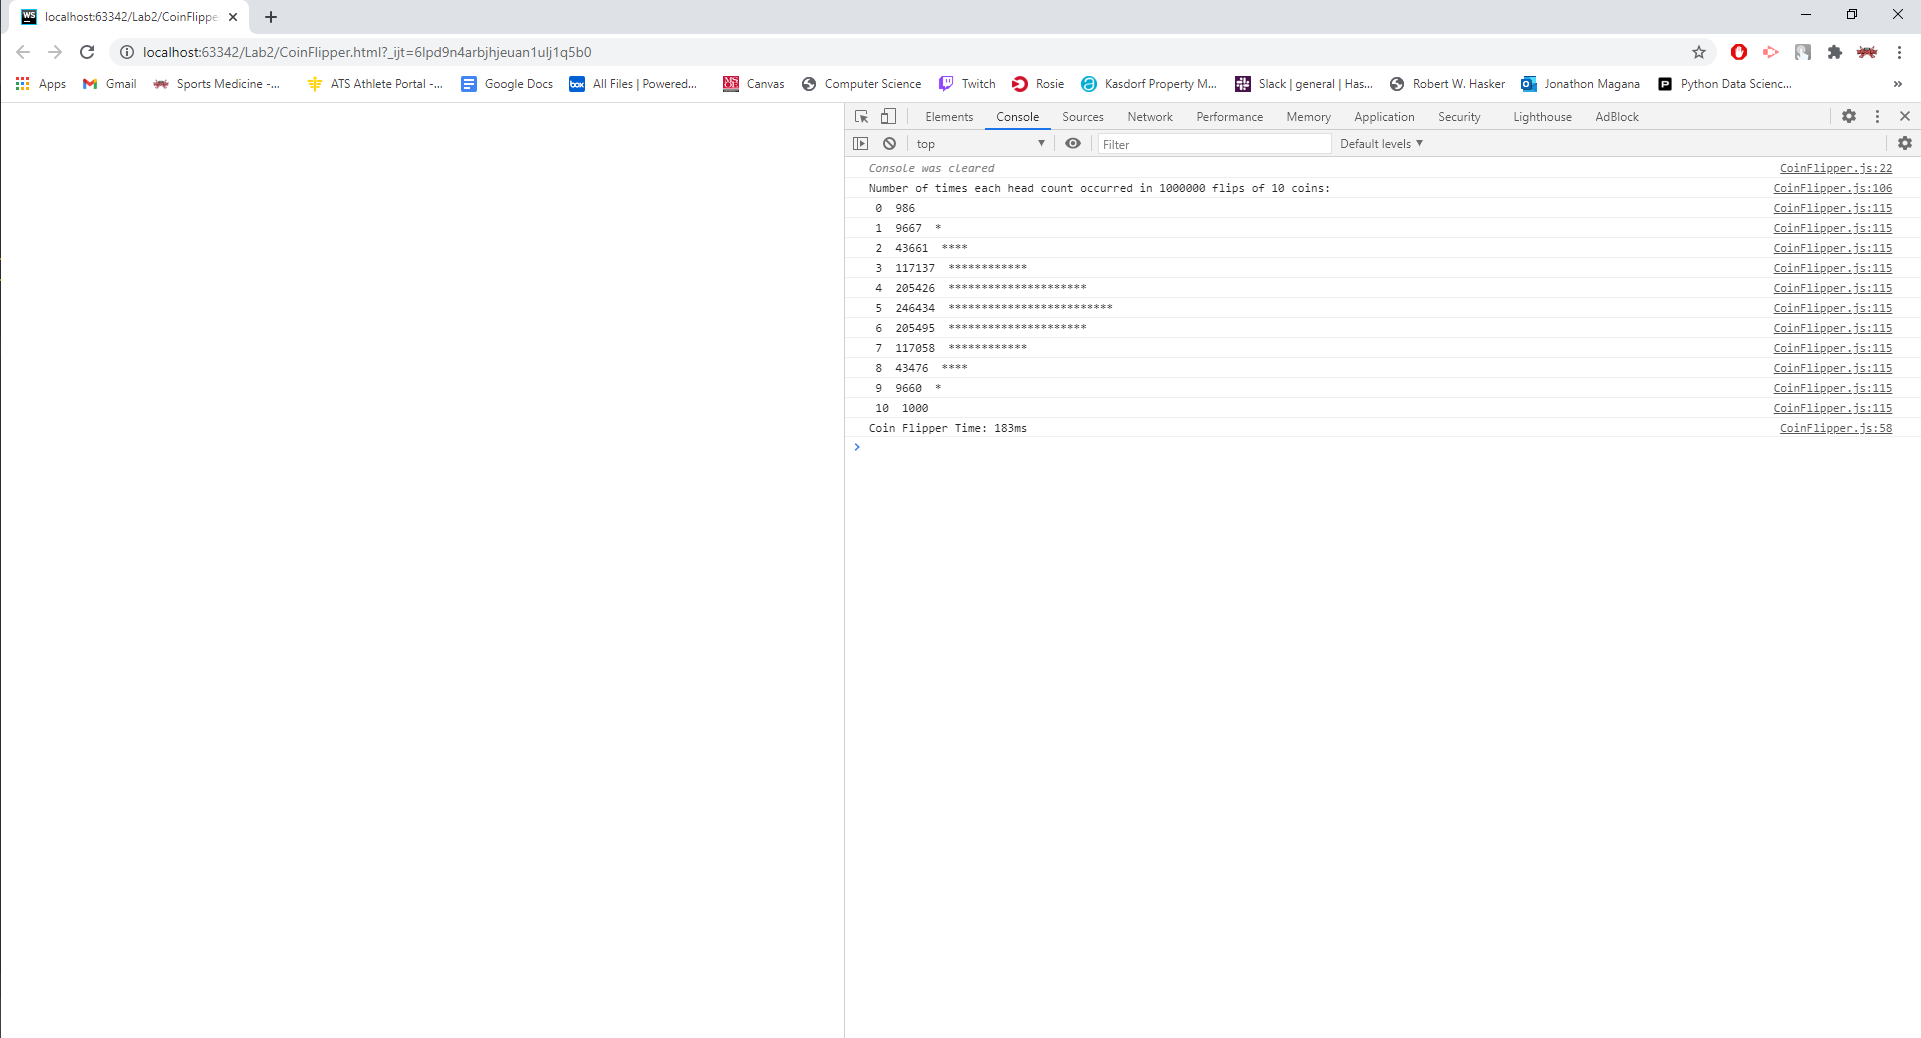 WS localhost:63342/Lab2/CoinFlippe
localhost:63342/Lab2/CoinFlipper.html?_ijt=6lpd9n4arbjhjeuan1ulj1q5b0
Apps Gmail Sports Medicine -... ATS Athlete Portal -... Google Docs box All Files | Powered... Canvas Computer Science Twitch Rosie Kasdorf Property M... Slack | general | Has... Robert W. Hasker Jonathon Magana Python Data Scienc... »
Elements Console Sources Network Performance Memory Application Security Lighthouse AdBlock
top Filter Default levels
Console was cleared CoinFlipper.js:22
Number of times each head count occurred in 1000000 flips of 10 coins: CoinFlipper.js:106
0 986 CoinFlipper.js:115
1 9667 * CoinFlipper.js:115
2 43661 **** CoinFlipper.js:115
3 117137 ************ CoinFlipper.js:115
4 205426 ********************* CoinFlipper.js:115
5 246434 ************************* CoinFlipper.js:115
6 205495 ********************* CoinFlipper.js:115
7 117058 ************ CoinFlipper.js:115
8 43476 **** CoinFlipper.js:115
9 9660 * CoinFlipper.js:115
10 1000 CoinFlipper.js:115
Coin Flipper Time: 183ms CoinFlipper.js:58
>